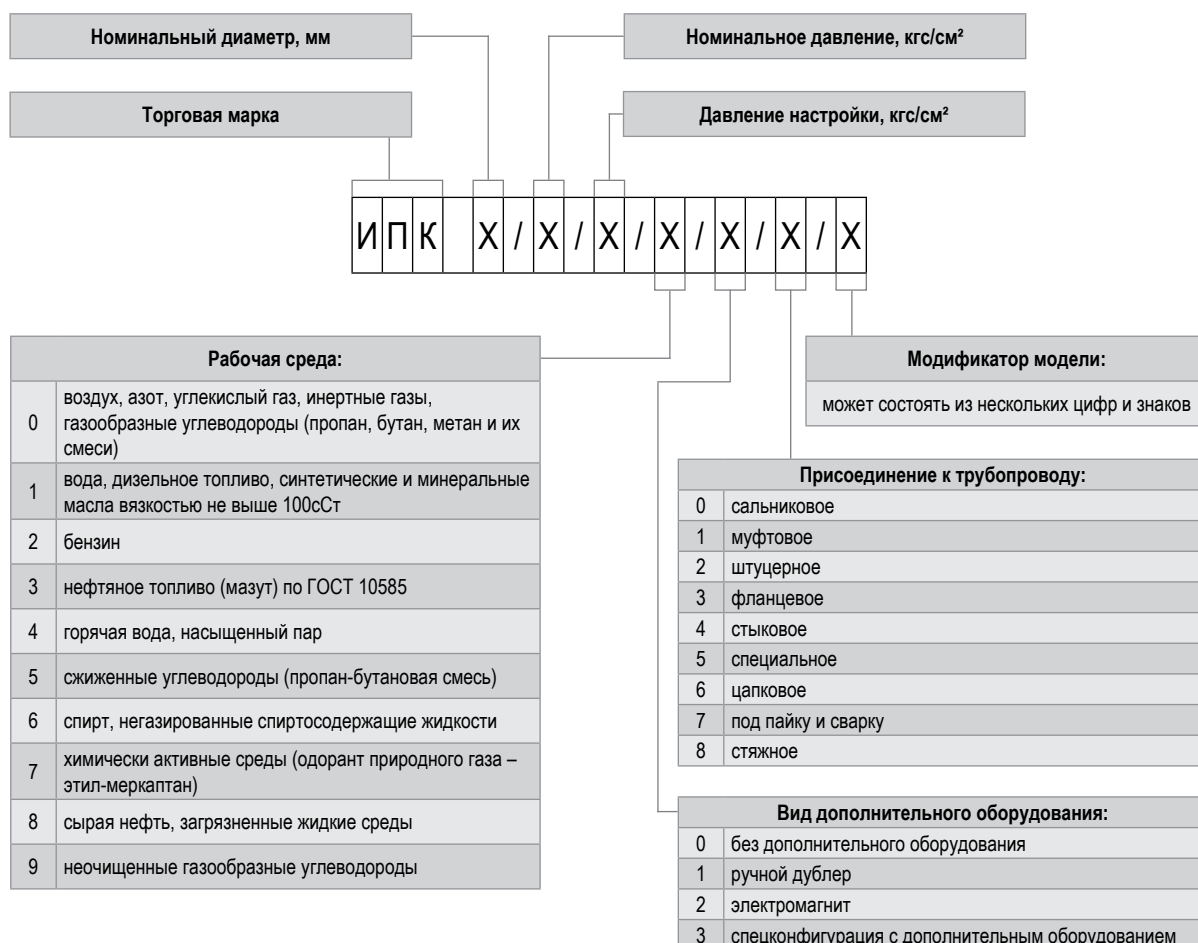 Номинальный диаметр, мм
Номинальное давление, кгс/см²
Торговая марка
Давление настройки, кгс/см²
ИПК Х/Х/Х/Х/Х/Х/Х
Рабочая среда:
0 воздух, азот, углекислый газ, инертные газы,
газообразные углеводороды (пропан, бутан, метан и их
смеси)
1 вода, дизельное топливо, синтетические и минеральные
масла вязкостью не выше 100сСт
2 бензин
3 нефтяное топливо (мазут) по ГОСТ 10585
4 горячая вода, насыщенный пар
5 сжиженные углеводороды (пропан-бутановая смесь)
6 спирт, негазированные спиртосодержащие жидкости
7 химически активные среды (одорант природного газа –
этил-меркаптан)
8 сырая нефть, загрязненные жидкие среды
9 неочищенные газообразные углеводороды
Модификатор модели:
может состоять из нескольких цифр и знаков
Присоединение к трубопроводу:
0 сальниковое
1 муфтовое
2 штуцерное
3 фланцевое
4 стыковое
5 специальное
6 цапковое
7 под пайку и сварку
8 стяжное
Вид дополнительного оборудования:
0 без дополнительного оборудования
1 ручной дублер
2 электромагнит
3 спецконфигурация с дополнительным оборудованием